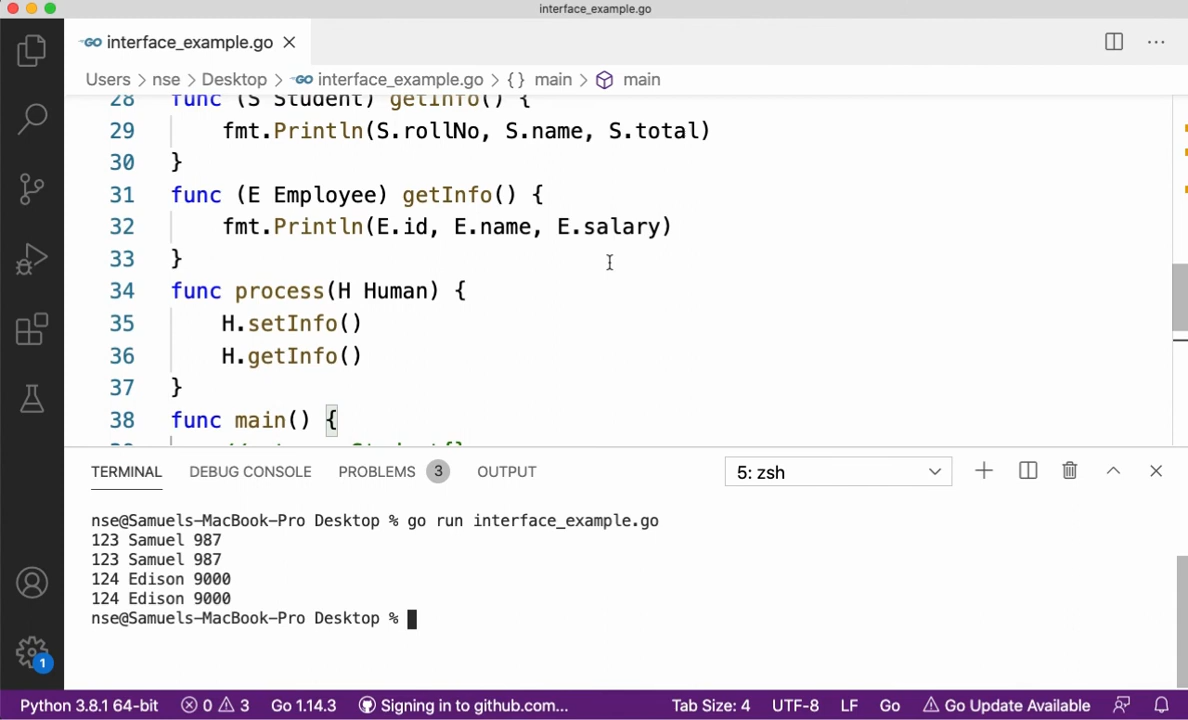 interface_example.go
GO interface_example.go
Users > nse > Desktop > GO interface_example.go > {} main > main
28 func (S Student) getInfo() {
29 fmt.Println(S.rollNo, S.name, S.total)
30 }
31 func (E Employee) getInfo() {
32 fmt.Println(E.id, E.name, E.salary)
33 }
34 func process(H Human) {
35 H.setInfo()
36 H.getInfo()
37 }
38 func main() {
TERMINAL DEBUG CONSOLE PROBLEMS 3 OUTPUT 5: zsh
nse@Samuels-MacBook-Pro Desktop % go run interface_example.go
123 Samuel 987
123 Samuel 987
124 Edison 9000
124 Edison 9000
nse@Samuels-MacBook-Pro Desktop %
1
Python 3.8.1 64-bit 0 3 Go 1.14.3 Signing in to github.com... Tab Size: 4 UTF-8 LF Go Go Update Available